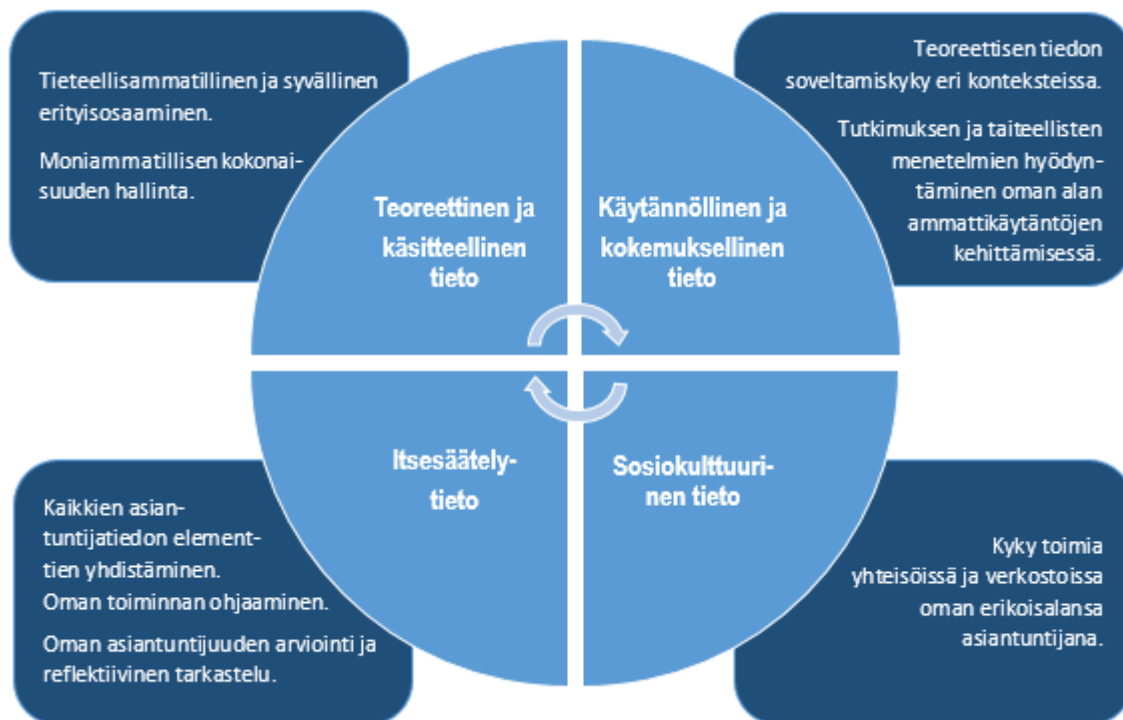 Tieteellisammatillinen ja syvällinen
erityisosaaminen.
Moniammatillisen kokonai-
suuden hallinta.
Teoreettinen ja
käsitteellinen
tieto
Käytännöllinen ja
kokemuksellinen
tieto
Teoreettisen tiedon
soveltamiskyky eri konteksteissa.
Tutkimuksen ja taiteellisten
menetelmien hyödyn-
täminen oman alan
ammattikäytäntöjen
kehittämisessä.
Kaikkien asian-
tuntijatiedon element-
tien yhdistäminen.
Oman toiminnan ohjaaminen.
Oman asiantuntijuuden arviointi ja
reflektiivinen tarkastelu.
Itsesäätely-
tieto
Sosiokulttuuri-
nen tieto
Kyky toimia
yhteisöissä ja verkostoissa
oman erikoisalansa
asiantuntijana.